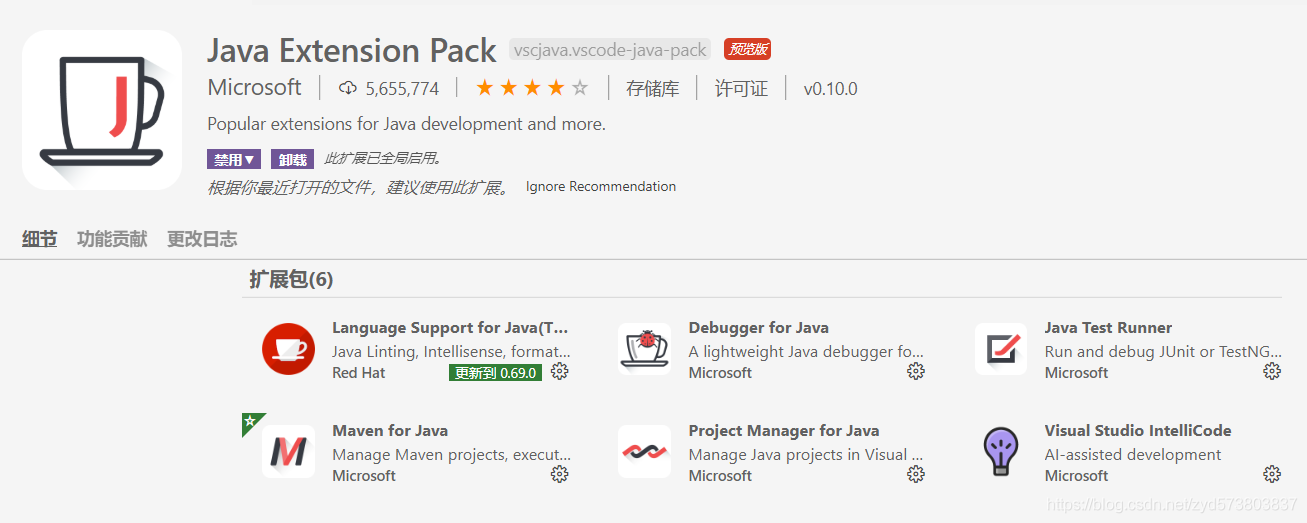 Java Extension Pack vscjava.vscode-java-pack 预览版
Microsoft 5,655,774 存储库 许可证 v0.10.0
Popular extensions for Java development and more.
禁用 卸载 此扩展已全局启用。
根据你最近打开的文件，建议使用此扩展。 Ignore Recommendation
细节 功能贡献 更改日志
扩展包(6)
Language Support for Java(T...
Java Linting, Intellisense, format...
Red Hat 更新到 0.69.0
Debugger for Java
A lightweight Java debugger fo...
Microsoft
Java Test Runner
Run and debug JUnit or TestNG...
Microsoft
Maven for Java
Manage Maven projects, execut...
Microsoft
Project Manager for Java
Manage Java projects in Visual ...
Microsoft
Visual Studio IntelliCode
AI-assisted development
Microsoft
https://blog.csdn.net/zyd573803837